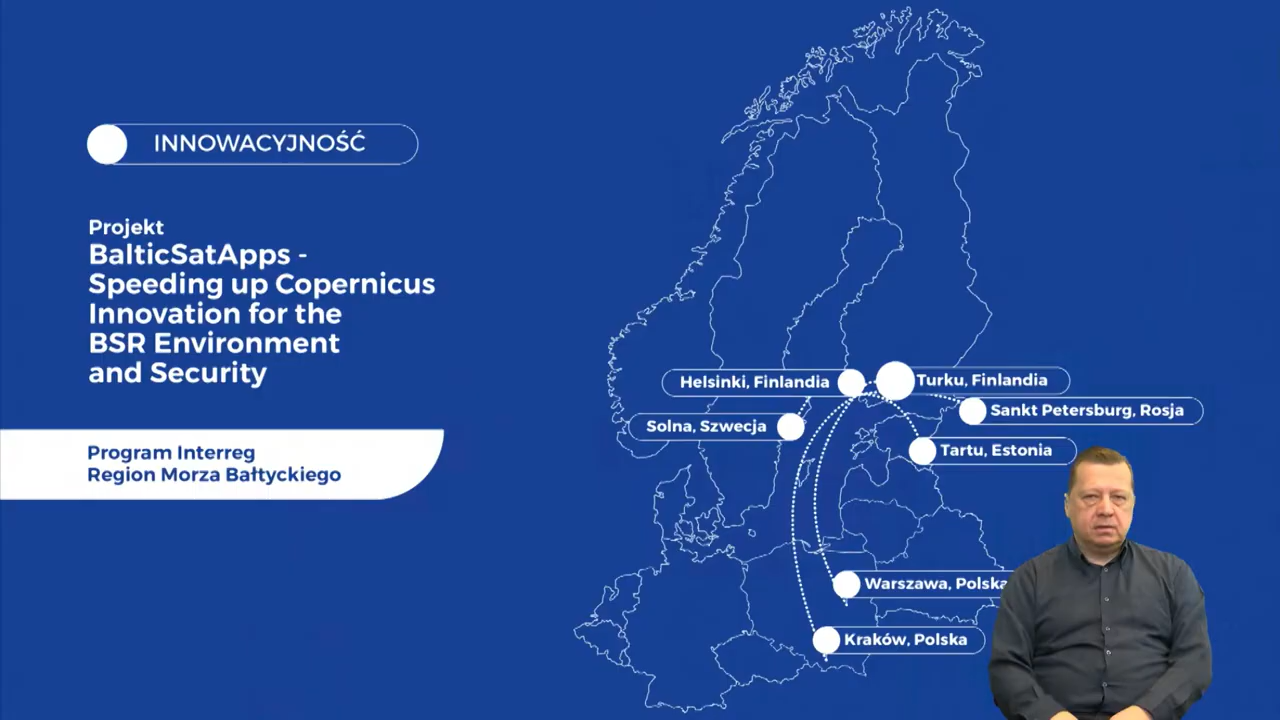 INNOWACYJNOŚĆ
Projekt
BalticSatApps -
Speeding up Copernicus
Innovation for the
BSR Environment
and Security
Program Interreg
Region Morza Bałtyckiego
Helsinki, Finlandia
Turku, Finlandia
Sankt Petersburg, Rosja
Solna, Szwecja
Tartu, Estonia
Warszawa, Polska
Kraków, Polska